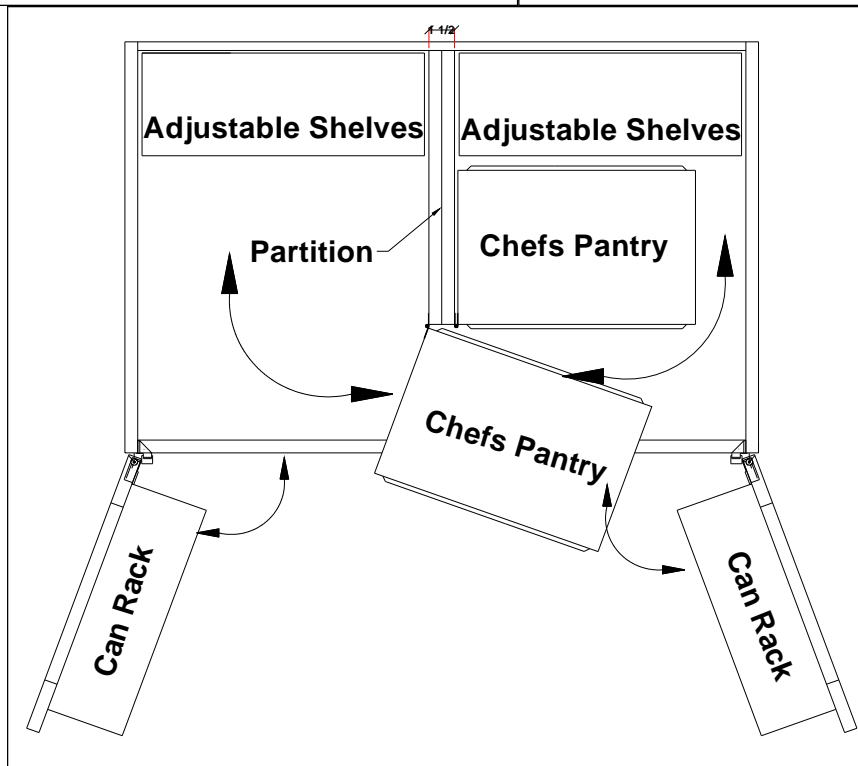 1 1/2
Adjustable Shelves
Adjustable Shelves
Partition
Chefs Pantry
Chefs Pantry
Can Rack
Can Rack